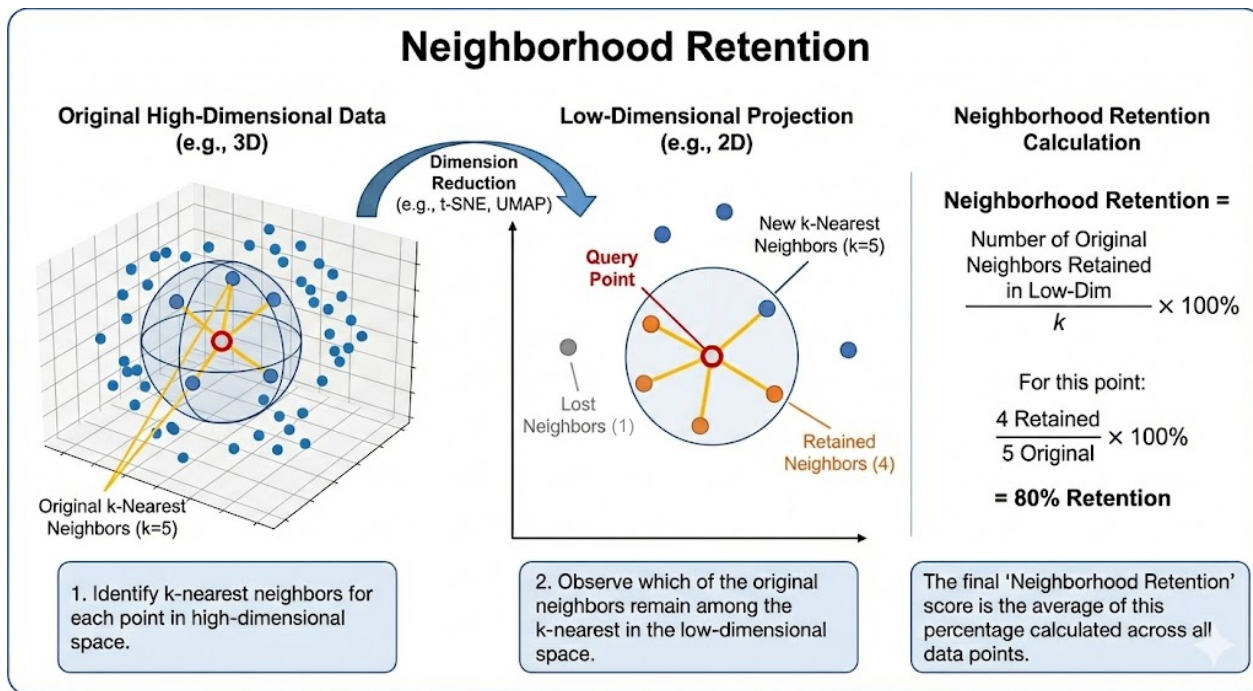 Neighborhood Retention
Original High-Dimensional Data
(e.g., 3D)
Dimension
Reduction
(e.g., t-SNE, UMAP)
Original k-Nearest
Neighbors (k=5)
1. Identify k-nearest neighbors for
each point in high-dimensional
space.
Low-Dimensional Projection
(e.g., 2D)
New k-Nearest
Neighbors (k=5)
Query
Point
Lost
Neighbors (1)
Retained
Neighbors (4)
2. Observe which of the original
neighbors remain among the
k-nearest in the low-dimensional
space.
Neighborhood Retention
Calculation
Neighborhood Retention =
Number of Original
Neighbors Retained
in Low-Dim
k
× 100%
For this point:
4 Retained
5 Original
× 100%
= 80% Retention
The final 'Neighborhood Retention'
score is the average of this
percentage calculated across all
data points.